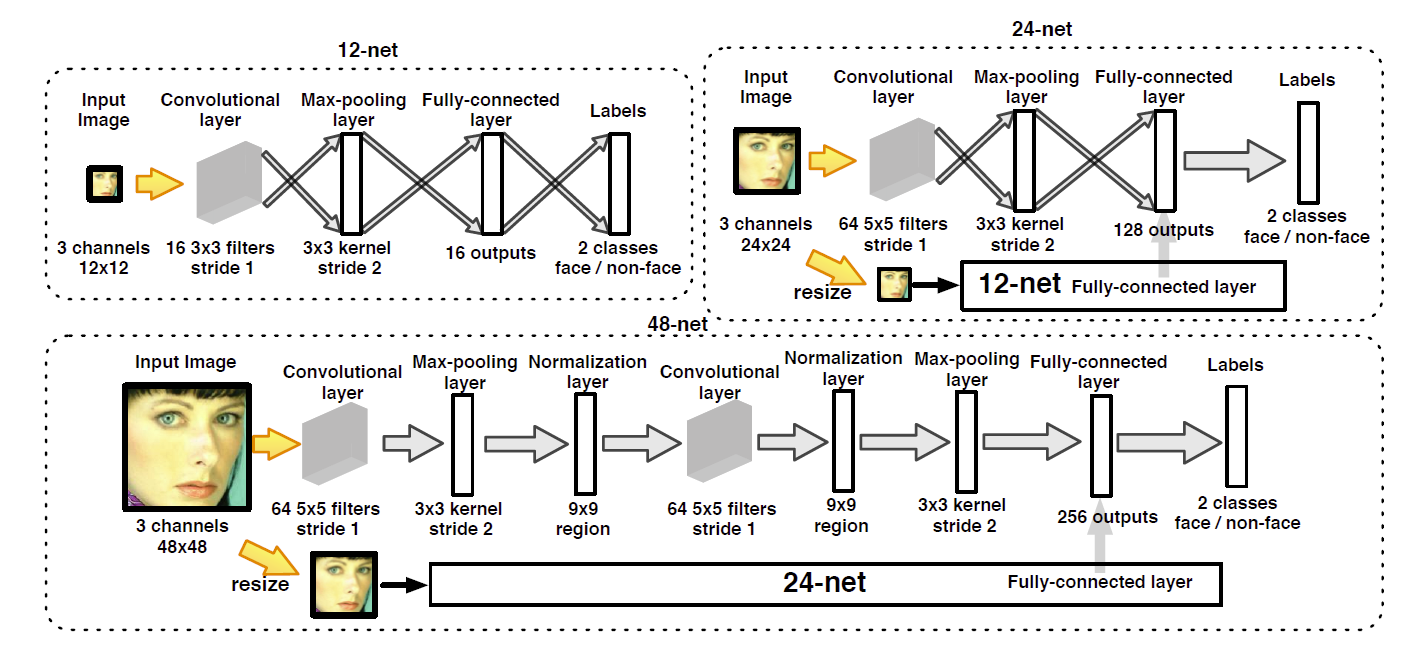 12-net
Input
Image
Convolutional
layer
Max-pooling
layer
Fully-connected
layer
Labels
3 channels
12x12
16 3x3 filters
stride 1
3x3 kernel
stride 2
16 outputs
2 classes
face / non-face
24-net
Input
Image
Convolutional
layer
Max-pooling
layer
Fully-connected
layer
Labels
3 channels
24x24
64 5x5 filters
stride 1
3x3 kernel
stride 2
128 outputs
2 classes
face / non-face
resize
12-net Fully-connected layer
48-net
Input Image
Convolutional
layer
Max-pooling
layer
Normalization
layer
Convolutional
layer
Normalization
layer
Max-pooling
layer
Fully-connected
layer
Labels
3 channels
48x48
64 5x5 filters
stride 1
3x3 kernel
stride 2
9x9
region
64 5x5 filters
stride 1
9x9
region
3x3 kernel
stride 2
256 outputs
2 classes
face / non-face
resize
24-net Fully-connected layer